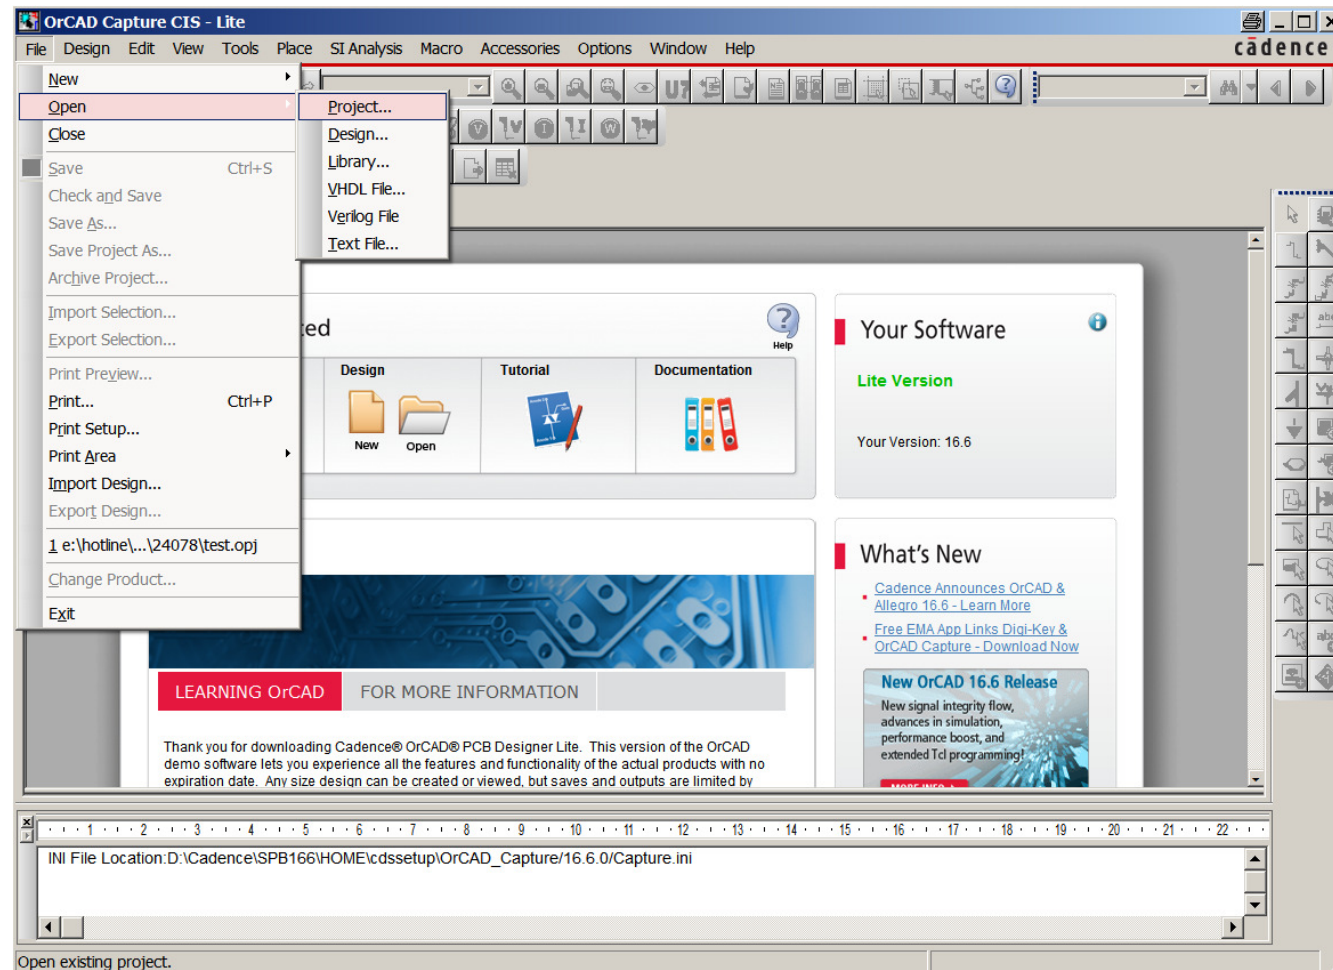 OrCAD Capture CIS - Lite
File Design Edit View Tools Place SI Analysis Macro Accessories Options Window Help
cādence
New
Open
Close
Save Ctrl+S
Check and Save
Save As...
Save Project As...
Archive Project...
Import Selection...
Export Selection...
Print Preview...
Print... Ctrl+P
Print Setup...
Print Area
Import Design...
Export Design...
1 e:\hotline\...\24078\test.opj
Change Product...
Exit
Project...
Design...
Library...
VHDL File...
Verilog File
Text File...
ted
Help
Design
New Open
Tutorial
Documentation
Your Software
Lite Version
Your Version: 16.6
What's New
Cadence Announces OrCAD &
Allegro 16.6 - Learn More
Free EMA App Links Digi-Key &
OrCAD Capture - Download Now
New OrCAD 16.6 Release
New signal integrity flow,
advances in simulation,
performance boost, and
extended Tcl programming!
MORE INFO
LEARNING OrCAD FOR MORE INFORMATION
Thank you for downloading Cadence® OrCAD® PCB Designer Lite. This version of the OrCAD
demo software lets you experience all the features and functionality of the actual products with no
expiration date. Any size design can be created or viewed, but saves and outputs are limited by
1 2 3 4 5 6 7 8 9 10 11 12 13 14 15 16 17 18 19 20 21 22
INI File Location:D:\Cadence\SPB166\HOME\cdssetup\OrCAD_Capture/16.6.0/Capture.ini
Open existing project.